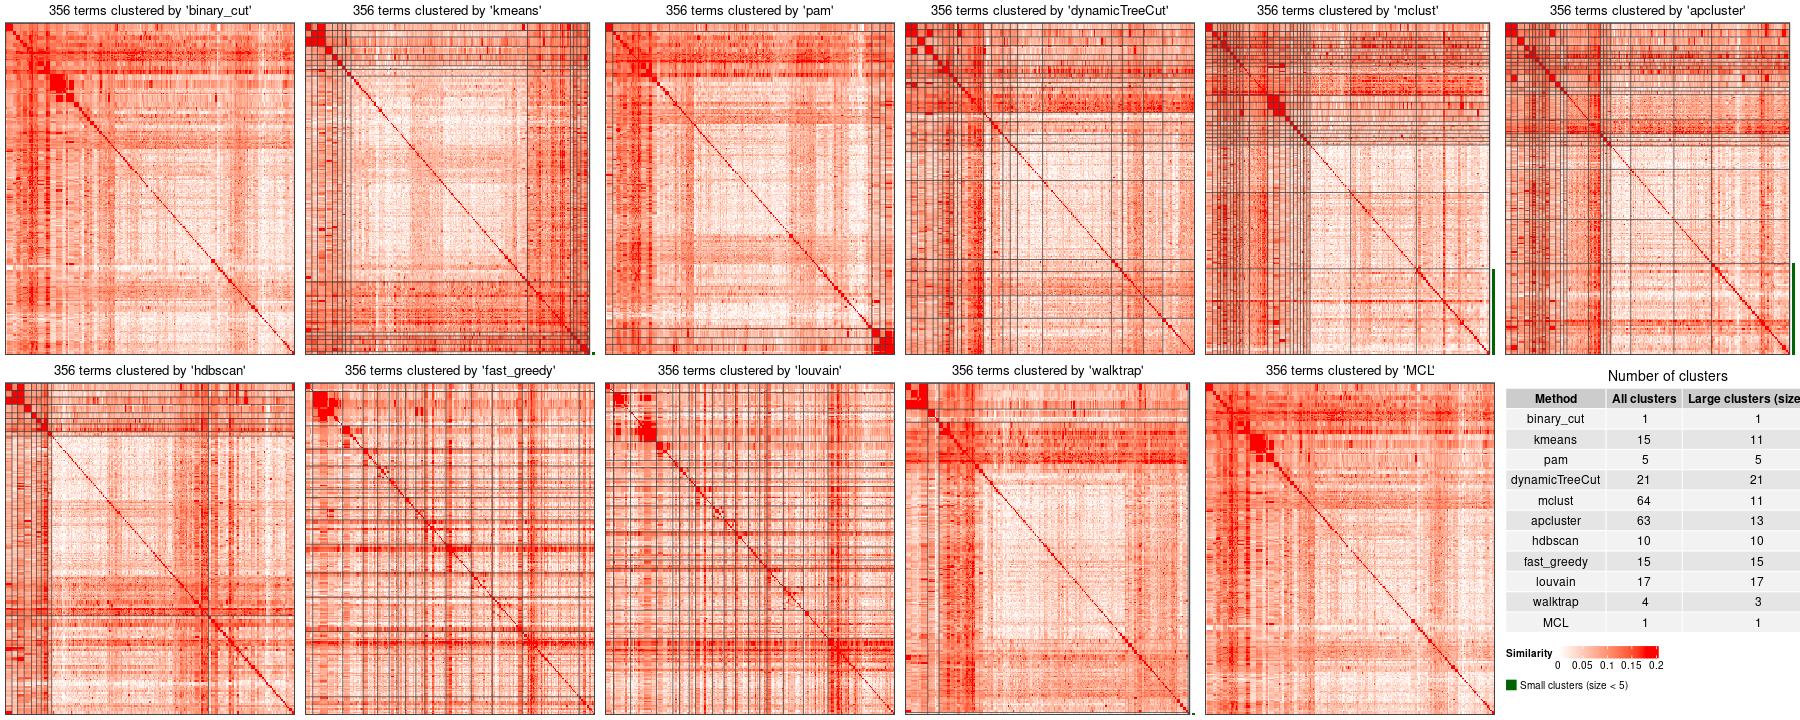 356 terms clustered by 'binary_cut'
356 terms clustered by 'kmeans'
356 terms clustered by 'pam'
356 terms clustered by 'dynamicTreeCut'
356 terms clustered by 'mclust'
356 terms clustered by 'apcluster'
356 terms clustered by 'hdbscan'
356 terms clustered by 'fast_greedy'
356 terms clustered by 'louvain'
356 terms clustered by 'walktrap'
356 terms clustered by 'MCL'
Number of clusters
Method All clusters Large clusters (size
binary_cut 1 1
kmeans 15 11
pam 5 5
dynamicTreeCut 21 21
mclust 64 11
apcluster 63 13
hdbscan 10 10
fast_greedy 15 15
louvain 17 17
walktrap 4 3
MCL 1 1
Similarity
0 0.05 0.1 0.15 0.2
Small clusters (size < 5)